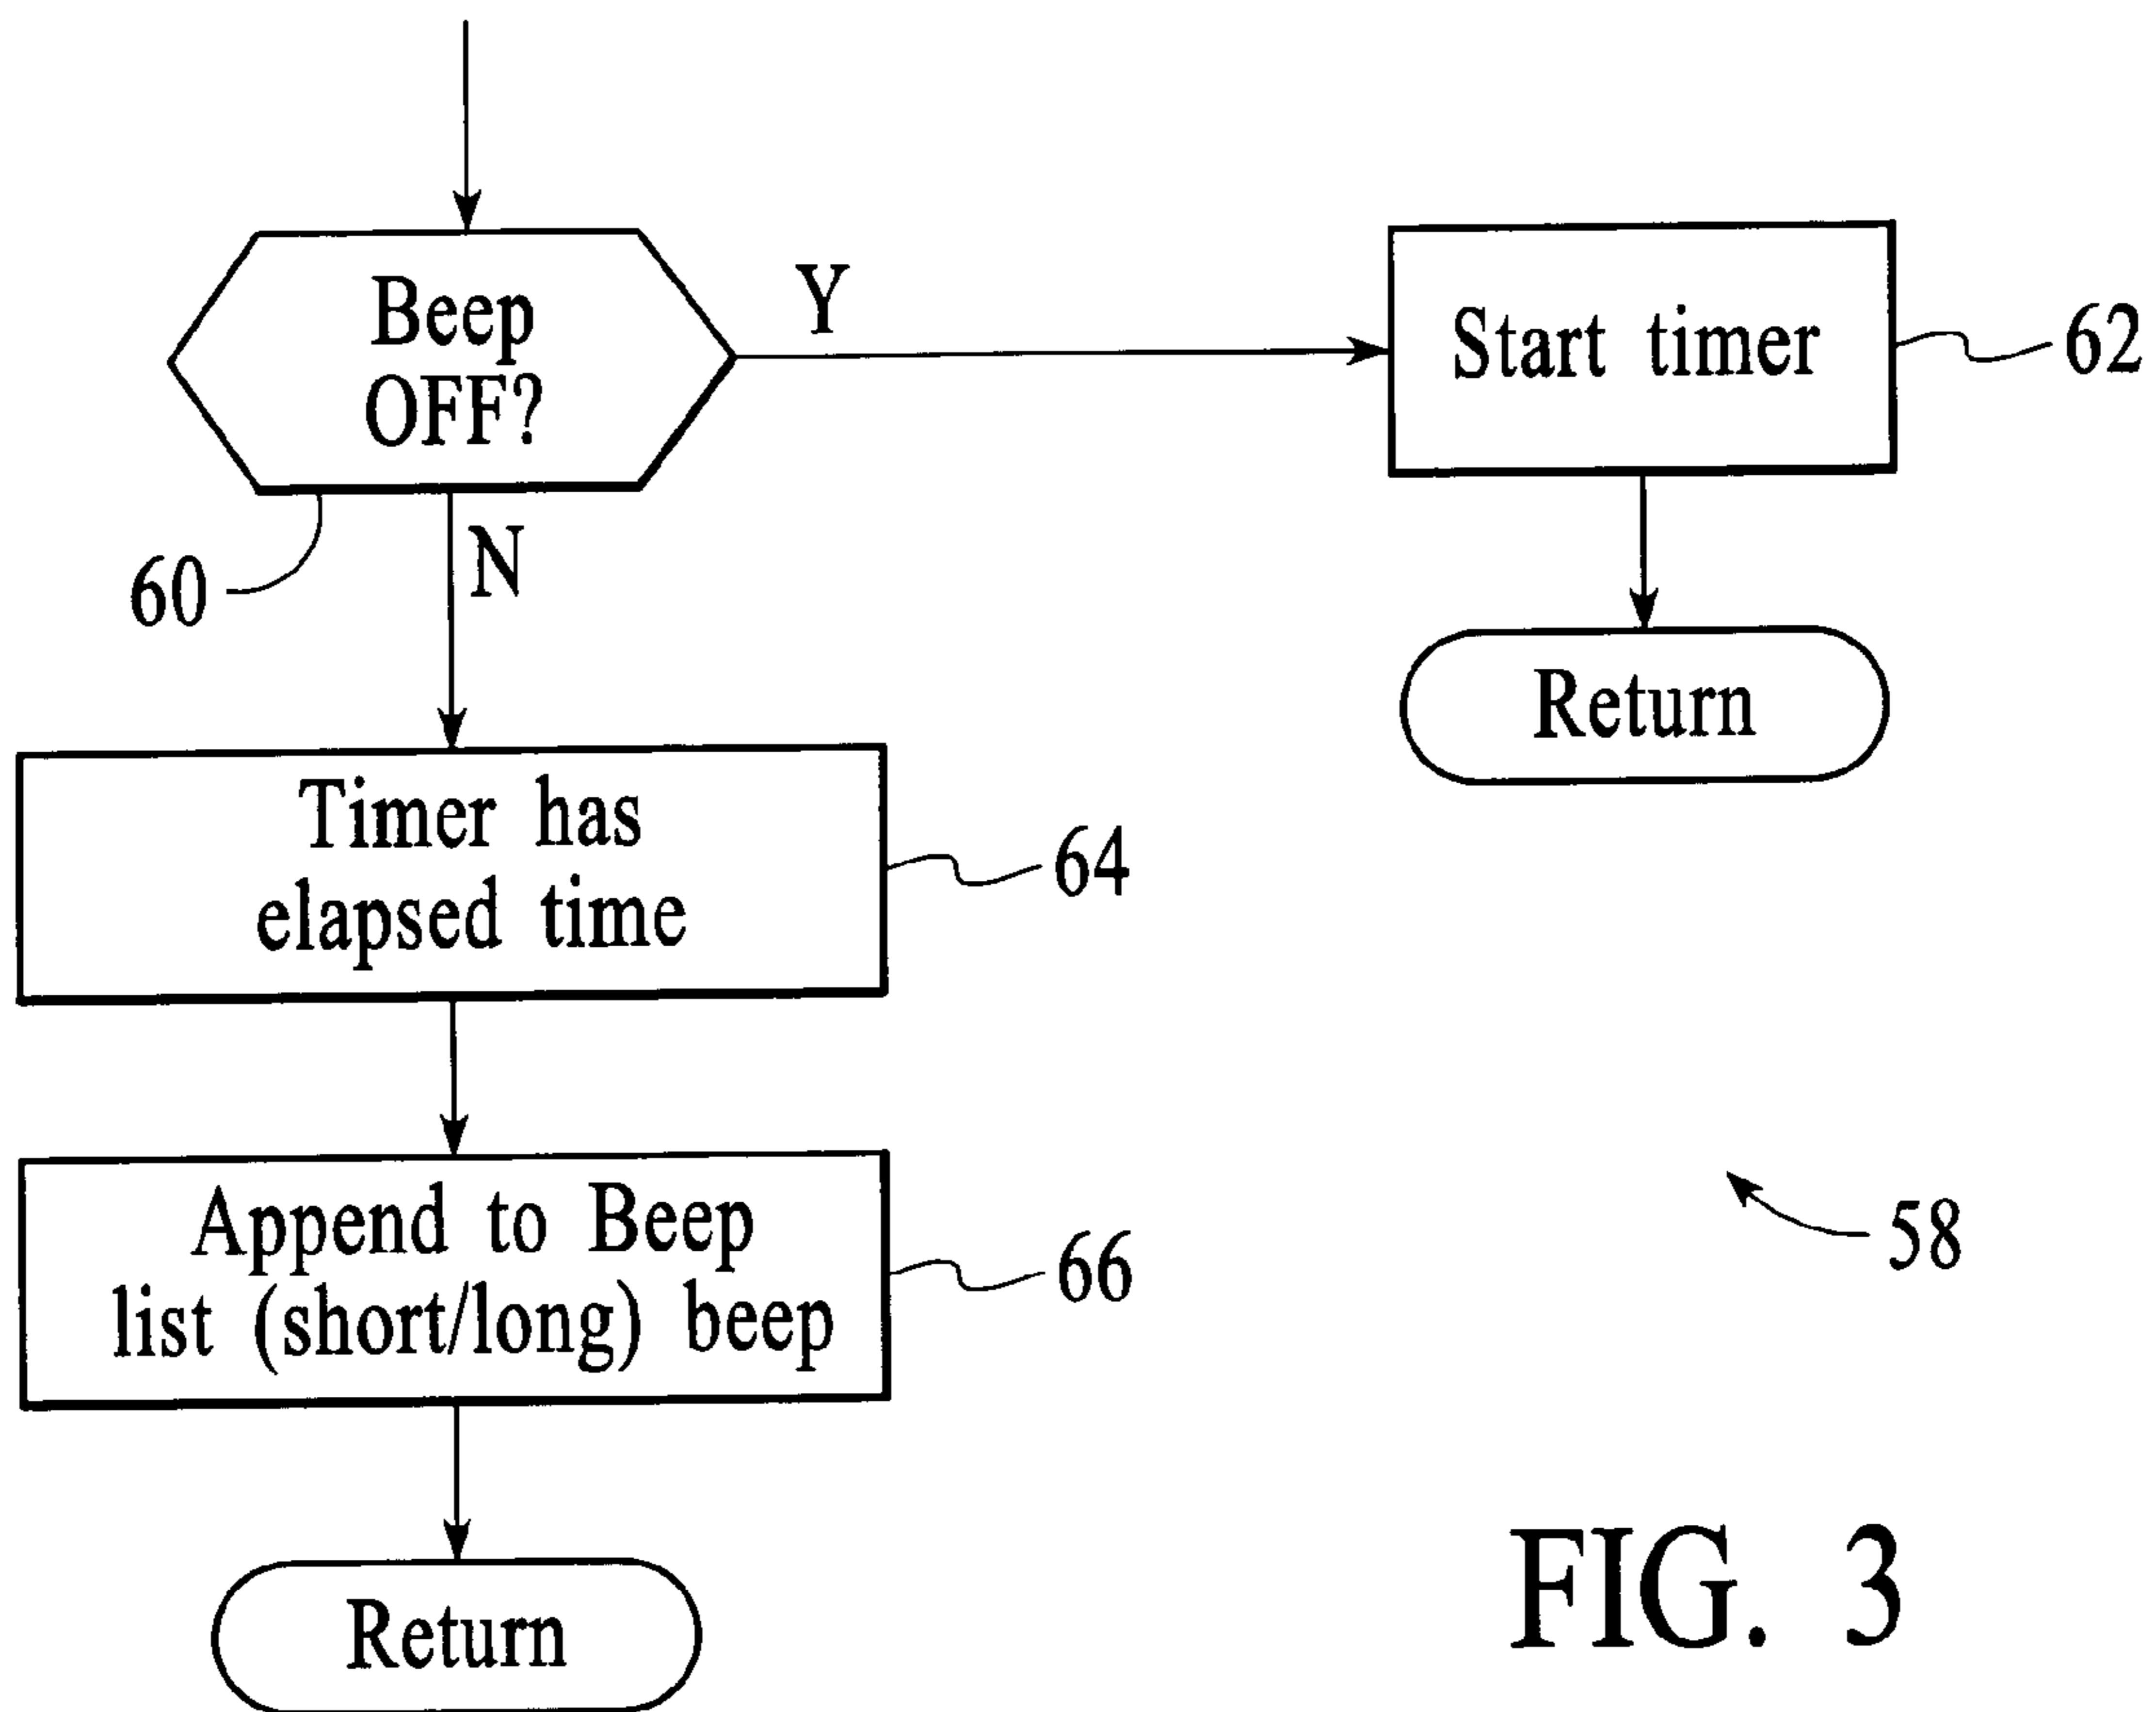 Beep
OFF?
Y
Start timer
62
60
N
Return
Timer has
elapsed time
64
Append to Beep
list (short/long) beep
66
58
Return
FIG. 3